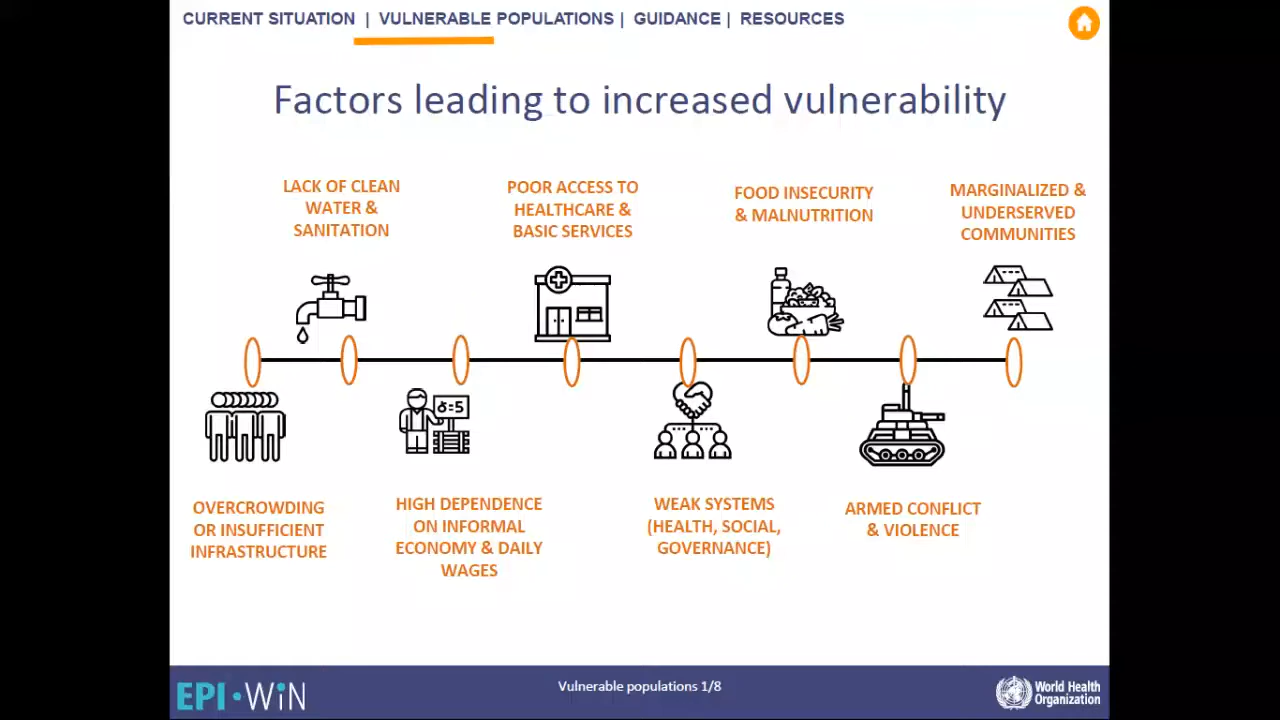 CURRENT SITUATION | VULNERABLE POPULATIONS | GUIDANCE | RESOURCES
Factors leading to increased vulnerability
LACK OF CLEAN
WATER &
SANITATION
POOR ACCESS TO
HEALTHCARE &
BASIC SERVICES
FOOD INSECURITY
& MALNUTRITION
MARGINALIZED &
UNDERSERVED
COMMUNITIES
OVERCROWDING
OR INSUFFICIENT
INFRASTRUCTURE
HIGH DEPENDENCE
ON INFORMAL
ECONOMY & DAILY
WAGES
WEAK SYSTEMS
(HEALTH, SOCIAL,
GOVERNANCE)
ARMED CONFLICT
& VIOLENCE
EPI·WiN
Vulnerable populations 1/8
World Health
Organization